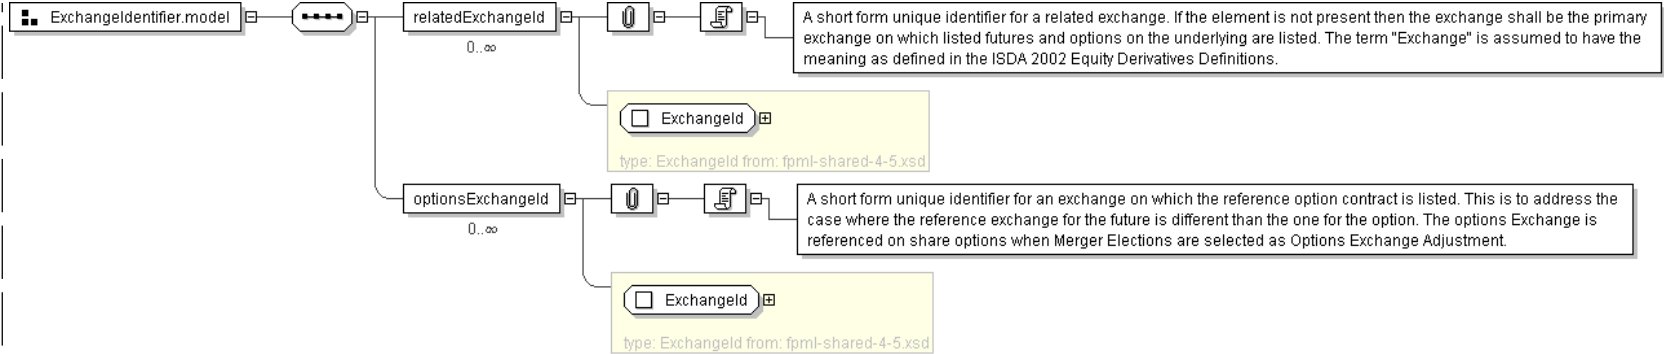 ExchangeIdentifier.model
relatedExchangeId
0..∞
A short form unique identifier for a related exchange. If the element is not present then the exchange shall be the primary
exchange on which listed futures and options on the underlying are listed. The term "Exchange" is assumed to have the
meaning as defined in the ISDA 2002 Equity Derivatives Definitions.
ExchangeId
type: ExchangeId from: fpml-shared-4-5.xsd
optionsExchangeId
0..∞
A short form unique identifier for an exchange on which the reference option contract is listed. This is to address the
case where the reference exchange for the future is different than the one for the option. The options Exchange is
referenced on share options when Merger Elections are selected as Options Exchange Adjustment.
ExchangeId
type: ExchangeId from: fpml-shared-4-5.xsd